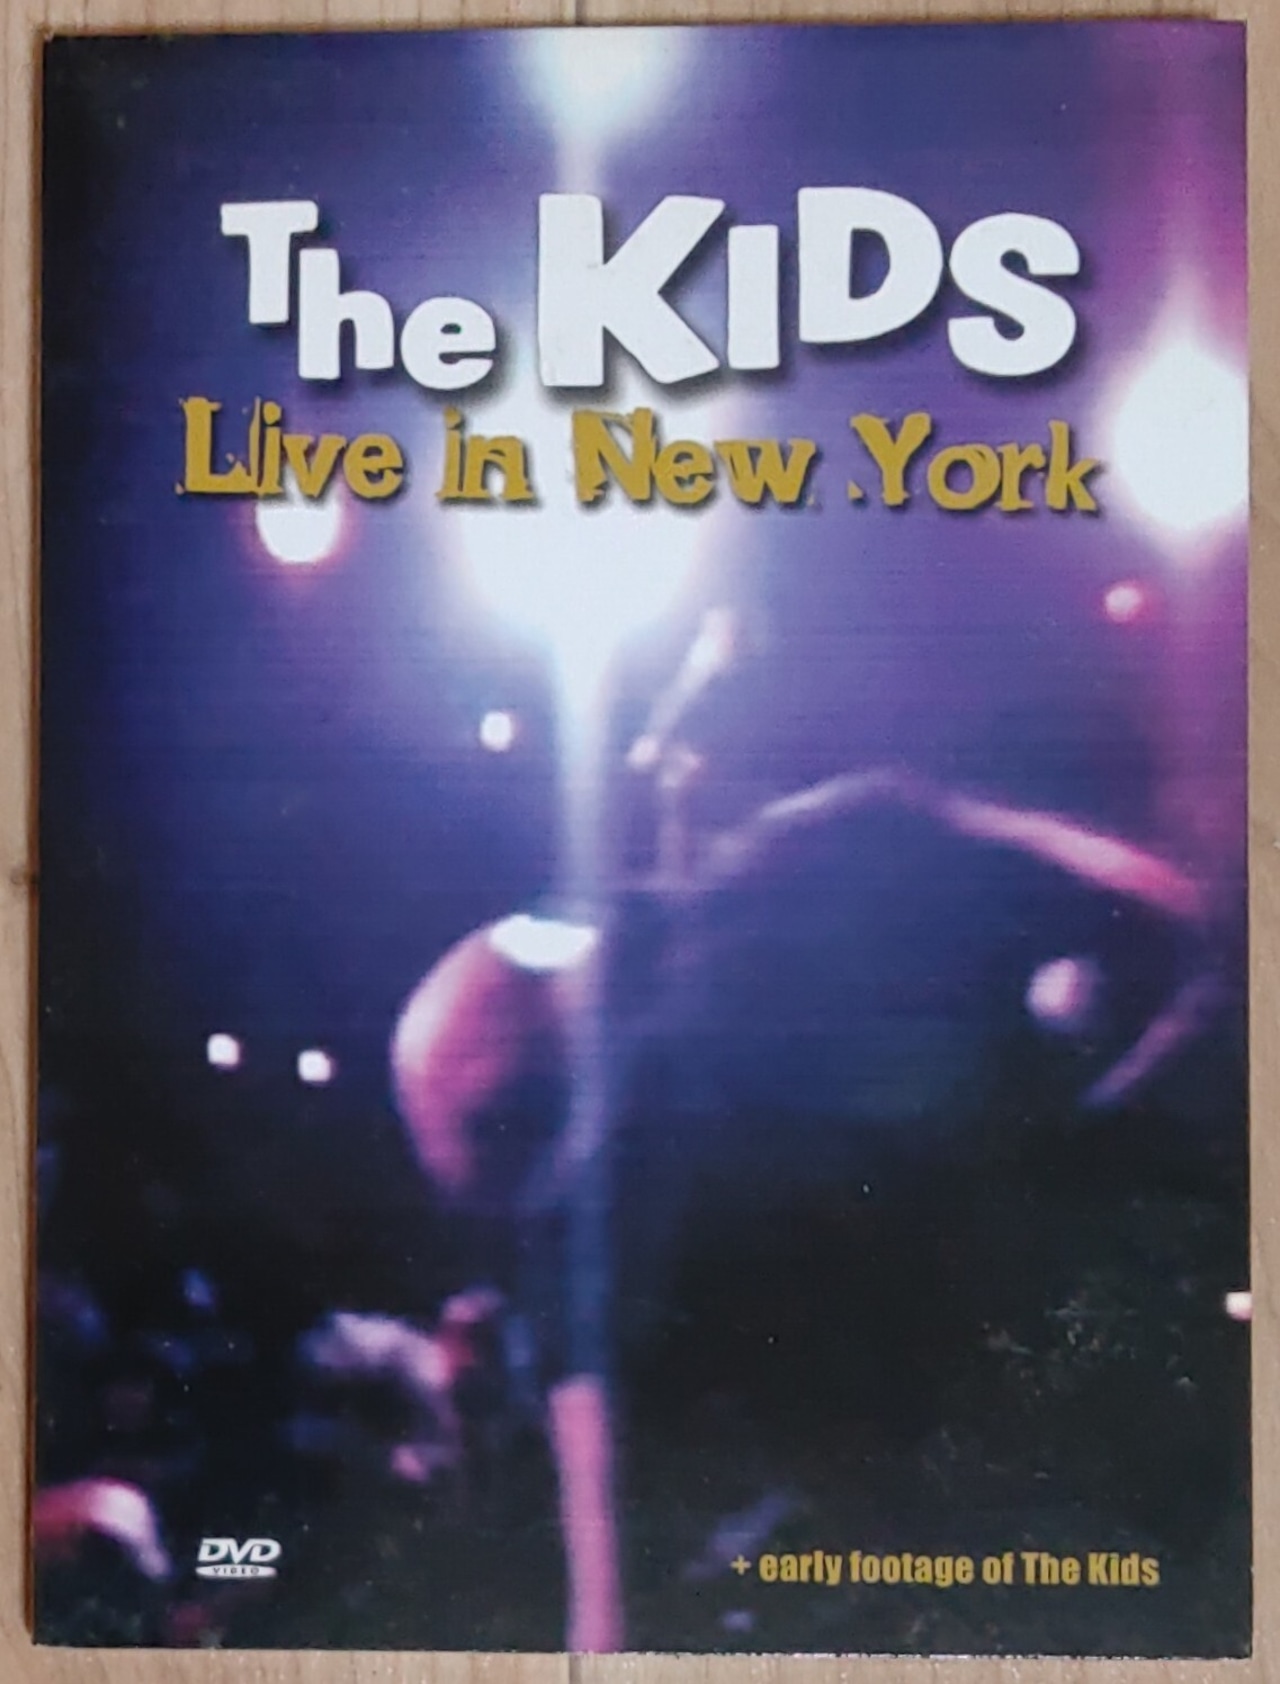 The KIDS
Live in New York
DVD
VIDEO
+ early footage of The Kids